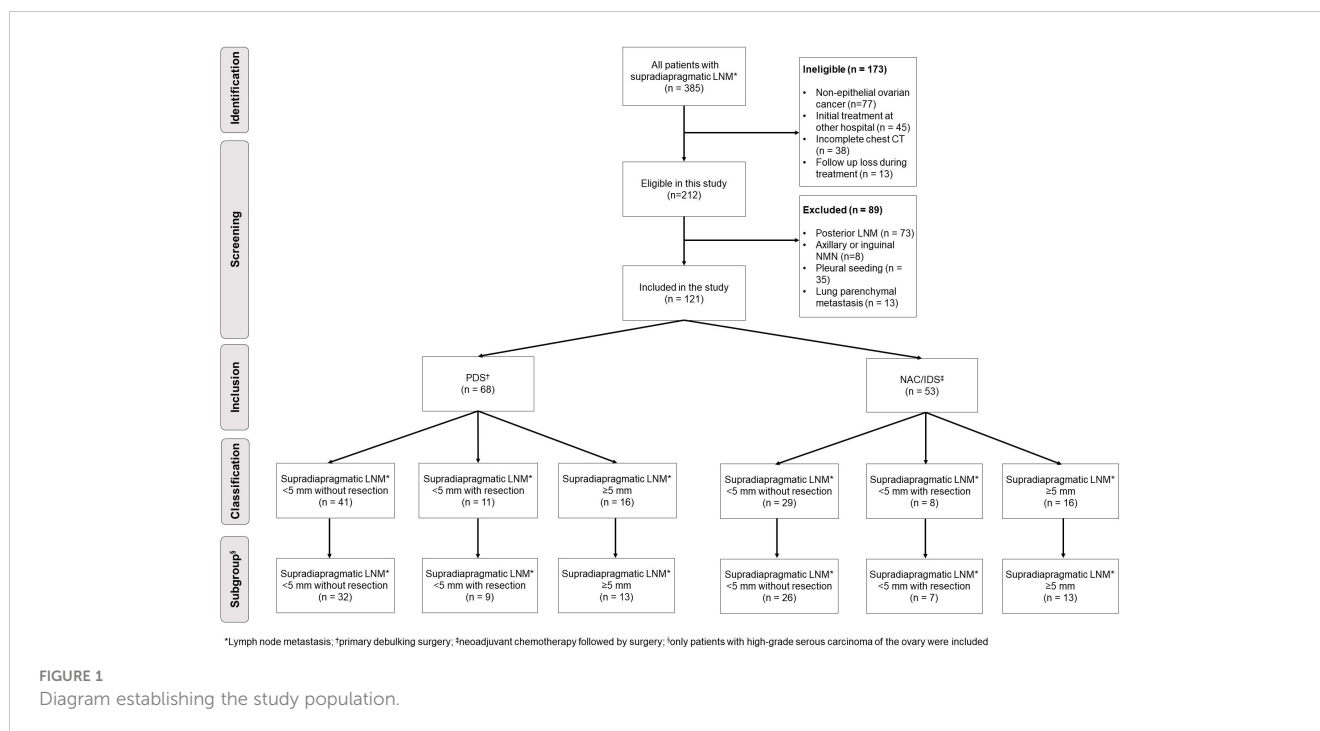 Identification
All patients with
supradiapragmatic LNM*
(n = 385)
Ineligible (n = 173)
• Non-epithelial ovarian
cancer (n=77)
• Initial treatment at
other hospital (n = 45)
• Incomplete chest CT
(n = 38)
• Follow up loss during
treatment (n = 13)
Screening
Eligible in this study
(n=212)
Excluded (n = 89)
• Posterior LNM (n = 73)
• Axillary or inguinal
NMN (n=8)
• Pleural seeding (n =
35)
• Lung parenchymal
metastasis (n = 13)
Included in the study
(n = 121)
Inclusion
PDS†
(n = 68)
NAC/IDS‡
(n = 53)
Classification
Supradiapragmatic LNM*
<5 mm without resection
(n = 41)
Supradiapragmatic LNM*
<5 mm with resection
(n = 11)
Supradiapragmatic LNM*
≥5 mm
(n = 16)
Supradiapragmatic LNM*
<5 mm without resection
(n = 29)
Supradiapragmatic LNM*
<5 mm with resection
(n = 8)
Supradiapragmatic LNM*
≥5 mm
(n = 16)
Subgroup§
Supradiapragmatic LNM*
<5 mm without resection
(n = 32)
Supradiapragmatic LNM*
<5 mm with resection
(n = 9)
Supradiapragmatic LNM*
≥5 mm
(n = 13)
Supradiapragmatic LNM*
<5 mm without resection
(n = 26)
Supradiapragmatic LNM*
<5 mm with resection
(n = 7)
Supradiapragmatic LNM*
≥5 mm
(n = 13)
*Lymph node metastasis; †primary debulking surgery; ‡neoadjuvant chemotherapy followed by surgery; §only patients with high-grade serous carcinoma of the ovary were included
FIGURE 1
Diagram establishing the study population.